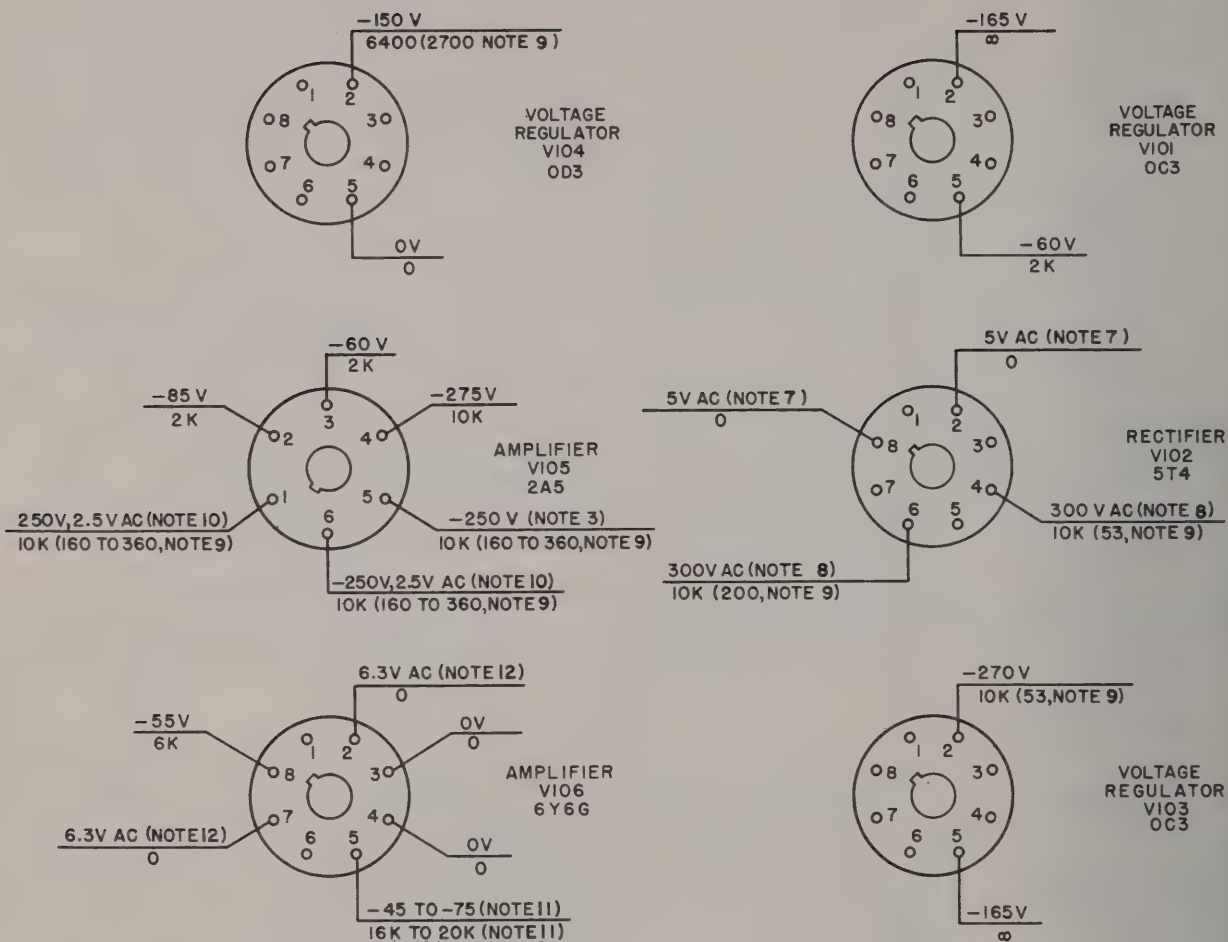 -150 V
6400 (2700 NOTE 9)
1
2
3
4
5
6
7
8
0V
0
VOLTAGE
REGULATOR
V104
OD3
-165 V
∞
1
2
3
4
5
6
7
8
-60V
2K
VOLTAGE
REGULATOR
V101
OC3
-60 V
2K
-85 V
2K
-275V
10K
3
2
4
1
5
6
AMPLIFIER
V105
2A5
250V, 2.5V AC (NOTE 10)
10K (160 TO 360, NOTE 9)
-250 V (NOTE 3)
10K (160 TO 360, NOTE 9)
-250V, 2.5V AC (NOTE 10)
10K (160 TO 360, NOTE 9)
5V AC (NOTE 7)
0
5V AC (NOTE 7)
0
1
2
3
4
5
6
7
8
RECTIFIER
V102
5T4
300 V AC (NOTE 8)
10K (53, NOTE 9)
300V AC (NOTE 8)
10K (200, NOTE 9)
6.3V AC (NOTE 12)
0
-55V
6K
0V
0
1
2
3
4
5
6
7
8
AMPLIFIER
V106
6Y6G
6.3V AC (NOTE 12)
0
0V
0
-45 TO -75 (NOTE 11)
16K TO 20K (NOTE 11)
-270V
10K (53, NOTE 9)
1
2
3
4
5
6
7
8
VOLTAGE
REGULATOR
V103
OC3
-165V
∞